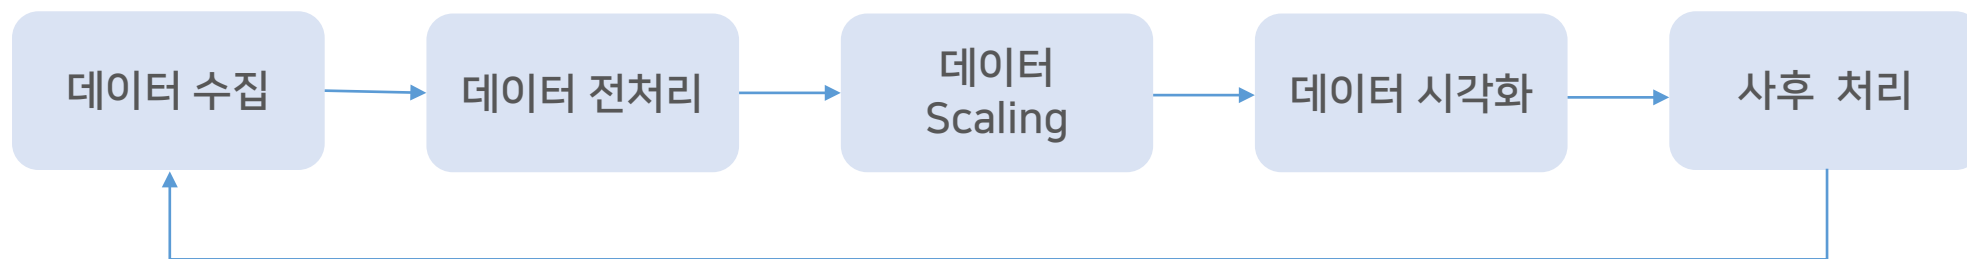 데이터 수집
데이터 전처리
데이터
Scaling
데이터 시각화
사후 처리